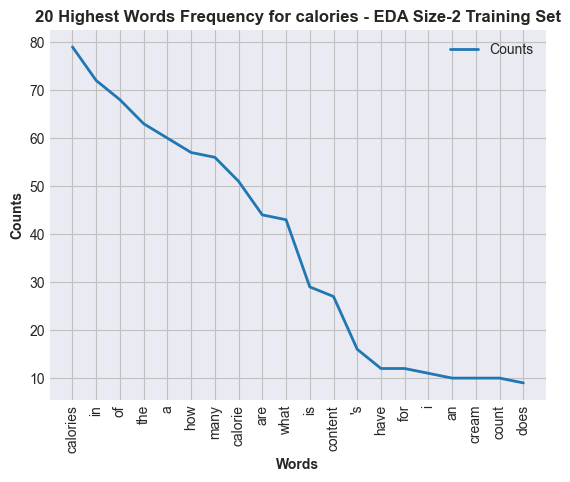 20 Highest Words Frequency for calories - EDA Size-2 Training Set
Counts
Counts
80
70
60
50
40
30
20
10
calories
in
of
the
a
how
many
calorie
are
what
is
content
's
have
for
i
an
cream
count
does
Words